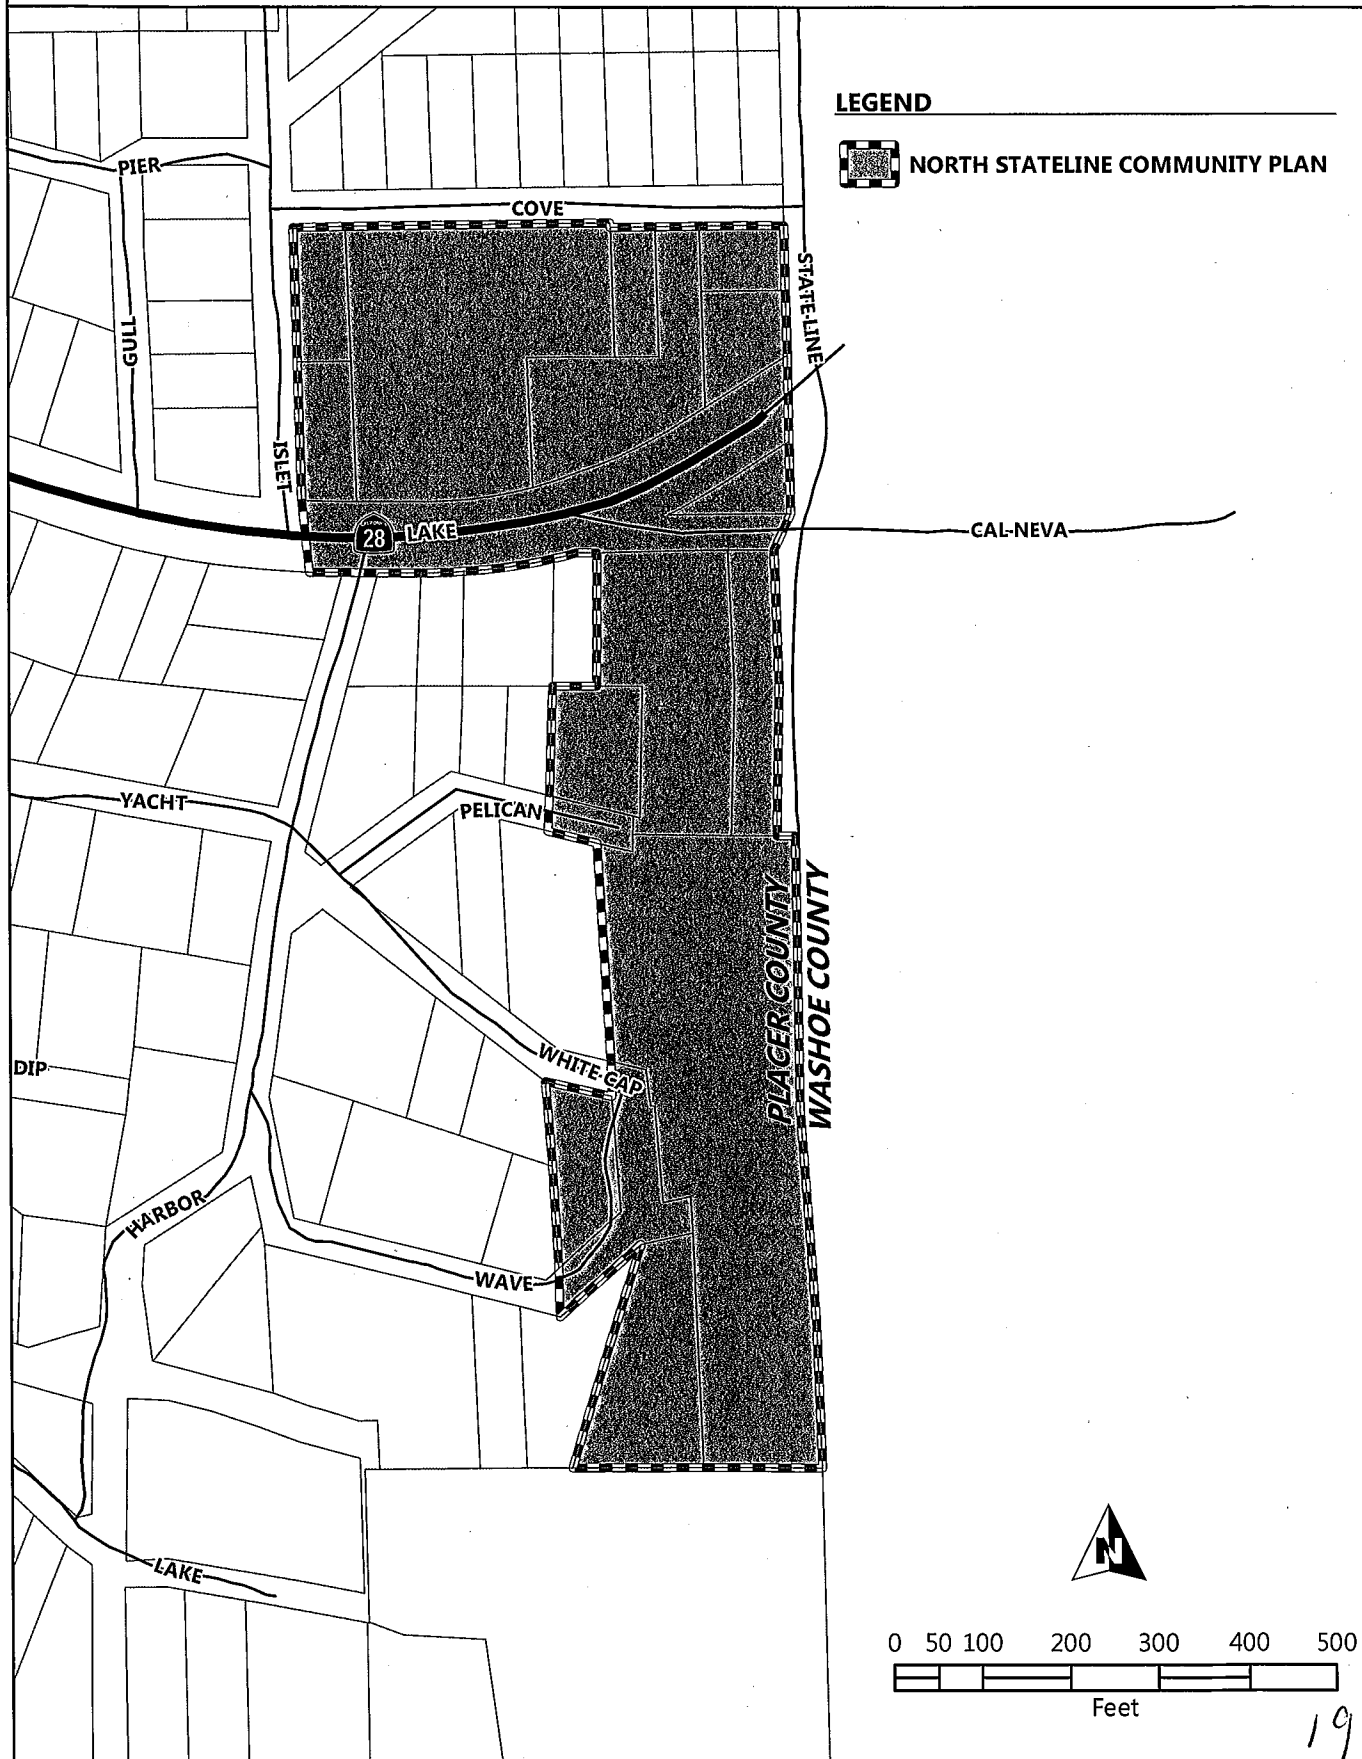 LEGEND
NORTH STATELINE COMMUNITY PLAN
PIER
COVE
STATE LINE
GULL
ISLET
28
LAKE
CAL-NEVA
YACHT
PELICAN
PLACER COUNTY
WASHOE COUNTY
WHITE CAP
DIP
HARBOR
WAVE
LAKE
N
0 50 100 200 300 400 500
Feet
19